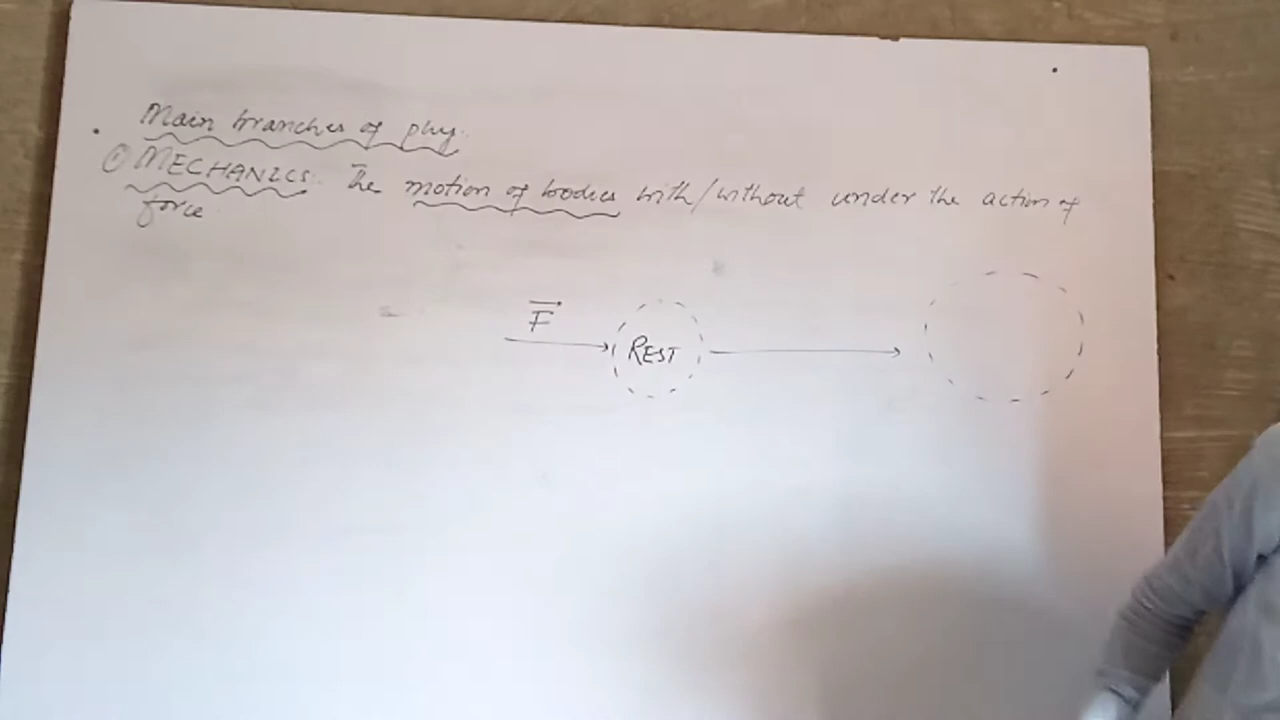 Main branches of phy.
① MECHANICS: The motion of bodies with/without under the action of
force
F
REST